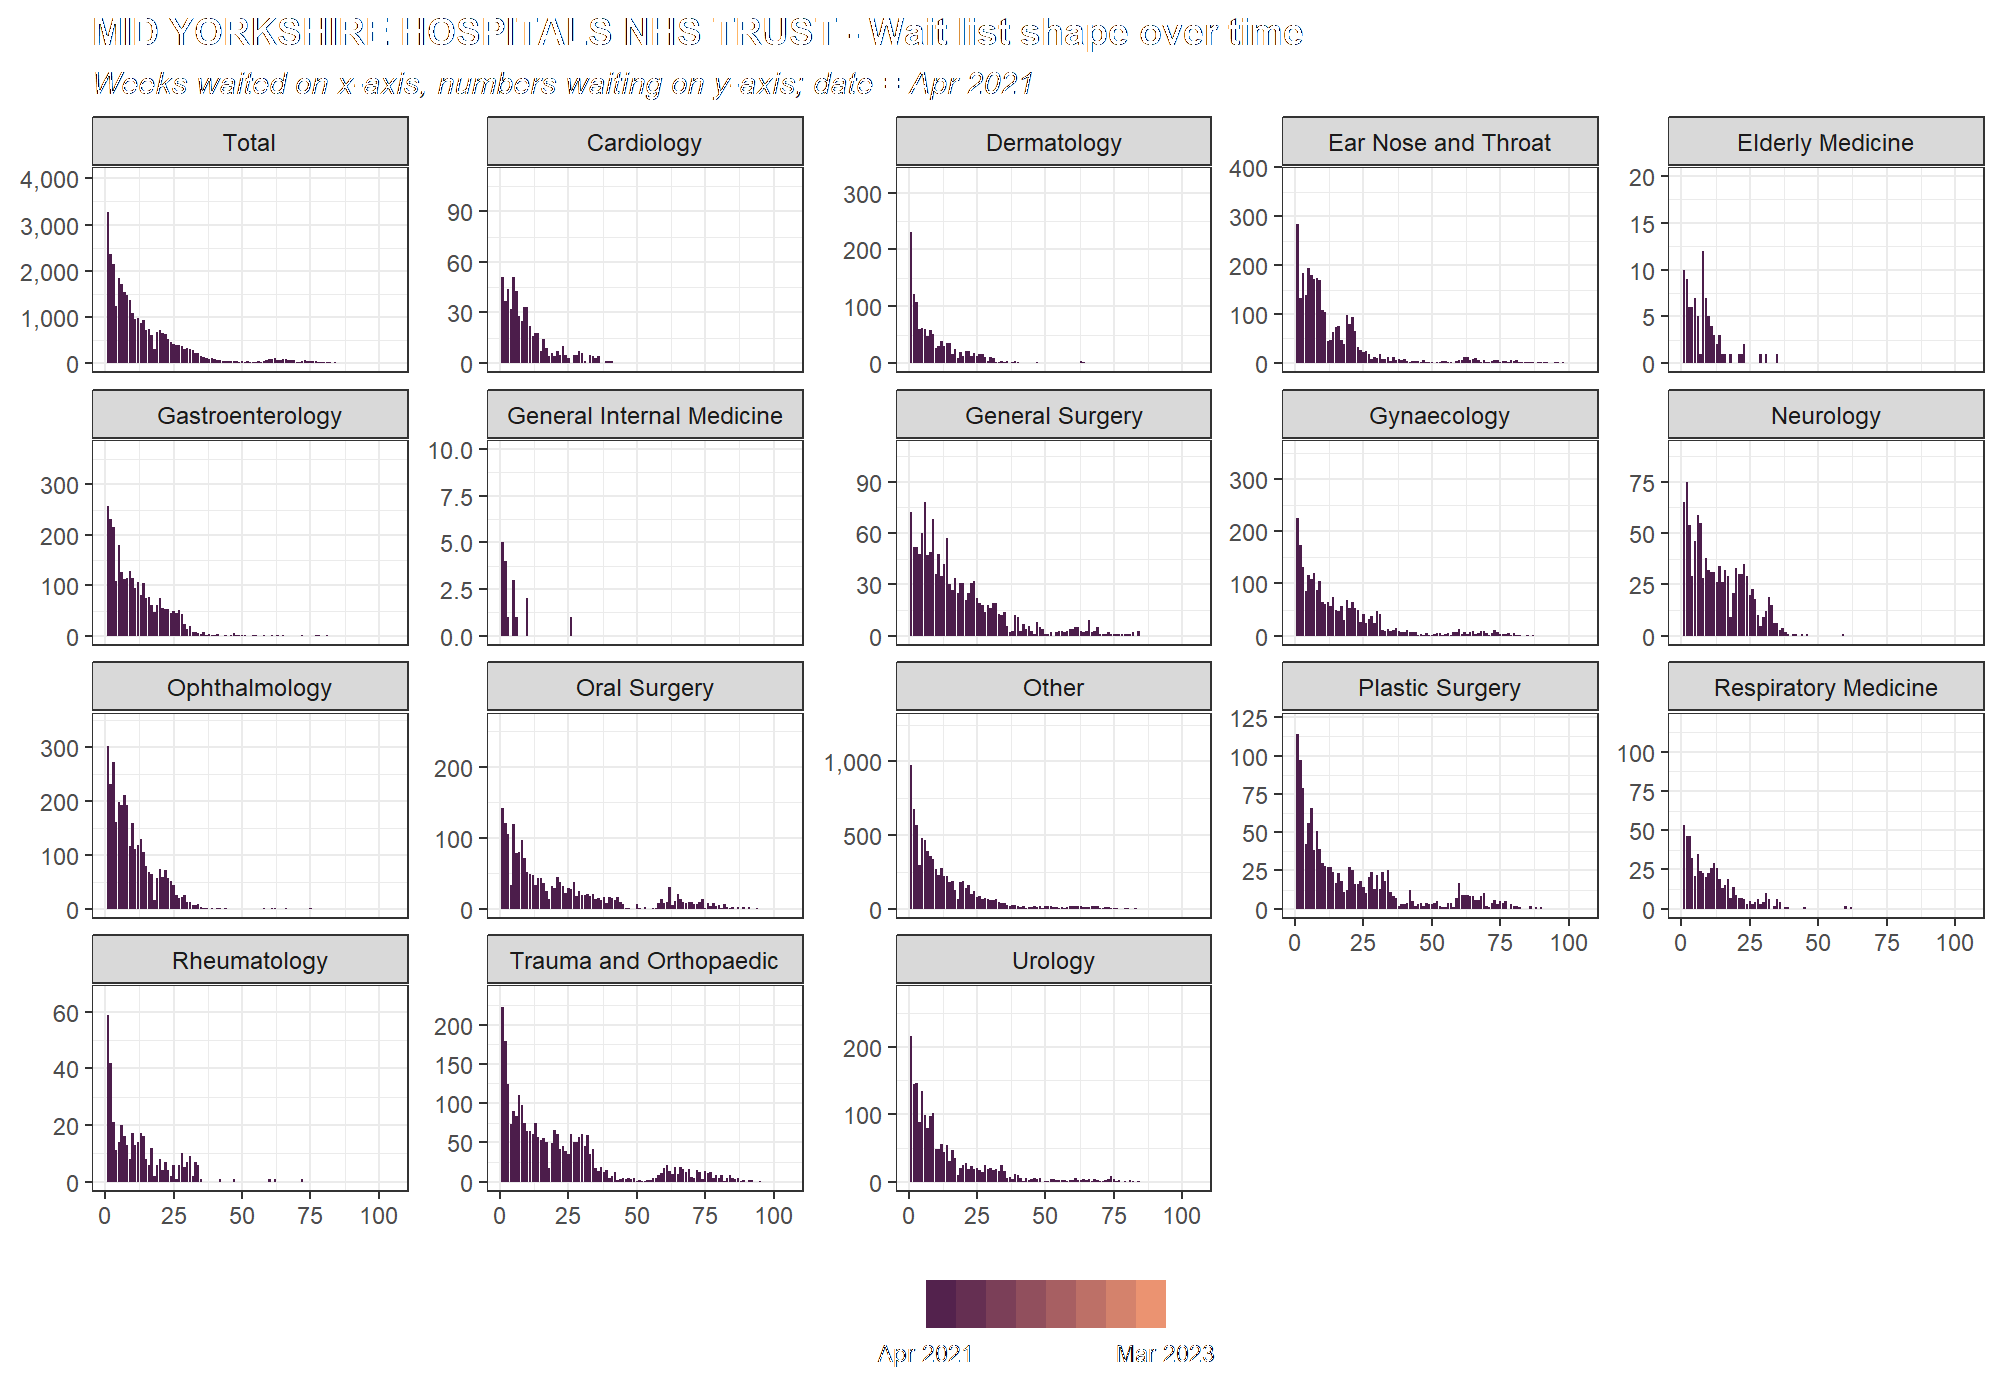 MID YORKSHIRE HOSPITALS NHS TRUST - Wait list shape over time
Weeks waited on x-axis, numbers waiting on y-axis; date = Apr 2021
Total
4,000
3,000
2,000
1,000
0
Cardiology
90
60
30
0
Dermatology
300
200
100
0
Ear Nose and Throat
400
300
200
100
0
Elderly Medicine
20
15
10
5
0
Gastroenterology
300
200
100
0
General Internal Medicine
10.0
7.5
5.0
2.5
0.0
General Surgery
90
60
30
0
Gynaecology
300
200
100
0
Neurology
75
50
25
0
Ophthalmology
300
200
100
0
Oral Surgery
200
100
0
Other
1,000
500
0
Plastic Surgery
125
100
75
50
25
0
0 25 50 75 100
Respiratory Medicine
100
75
50
25
0
0 25 50 75 100
Rheumatology
60
40
20
0
0 25 50 75 100
Trauma and Orthopaedic
200
150
100
50
0
0 25 50 75 100
Urology
200
100
0
0 25 50 75 100
Apr 2021 Mar 2023